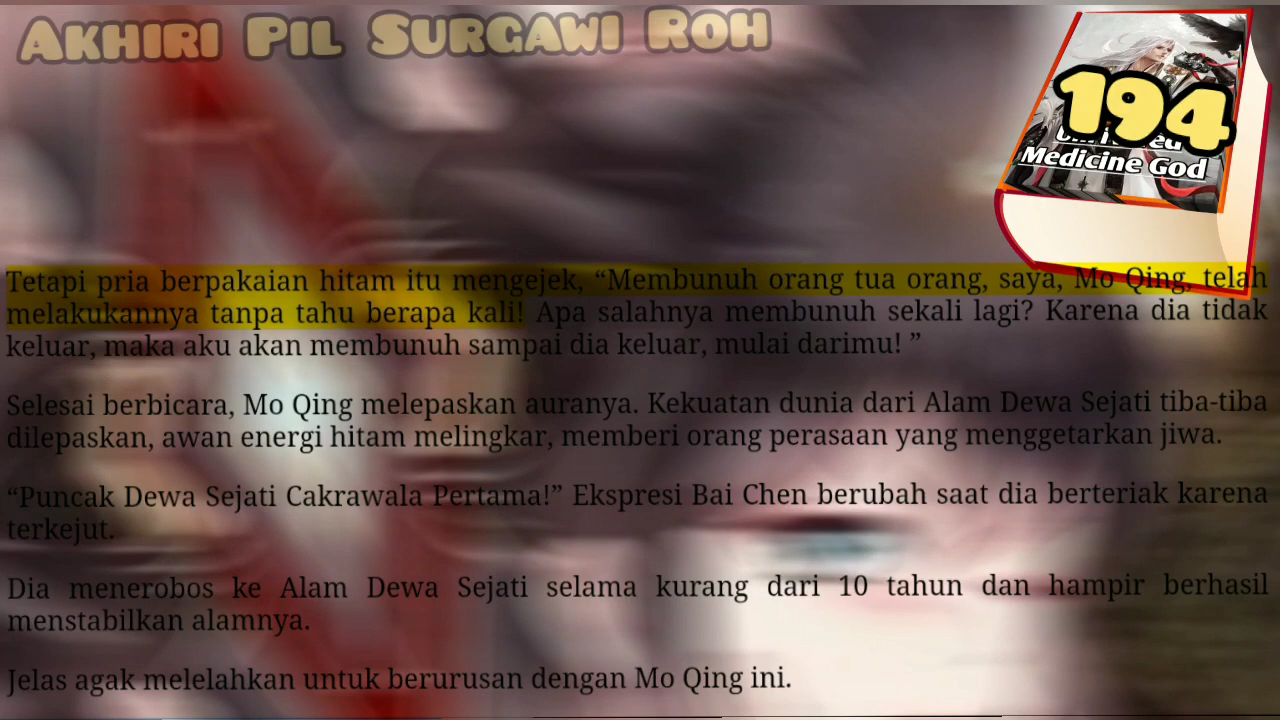 Akhiri Pil Surgawi Roh
194
Medicine God
Tetapi pria berpakaian hitam itu mengejek, “Membunuh orang tua orang, saya, Mo Qing, telah
melakukannya tanpa tahu berapa kali! Apa salahnya membunuh sekali lagi? Karena dia tidak
keluar, maka aku akan membunuh sampai dia keluar, mulai darimu! ”
Selesai berbicara, Mo Qing melepaskan auranya. Kekuatan dunia dari Alam Dewa Sejati tiba-tiba
dilepaskan, awan energi hitam melingkar, memberi orang perasaan yang menggetarkan jiwa.
“Puncak Dewa Sejati Cakrawala Pertama!” Ekspresi Bai Chen berubah saat dia berteriak karena
terkejut.
Dia menerobos ke Alam Dewa Sejati selama kurang dari 10 tahun dan hampir berhasil
menstabilkan alamnya.
Jelas agak melelahkan untuk berurusan dengan Mo Qing ini.